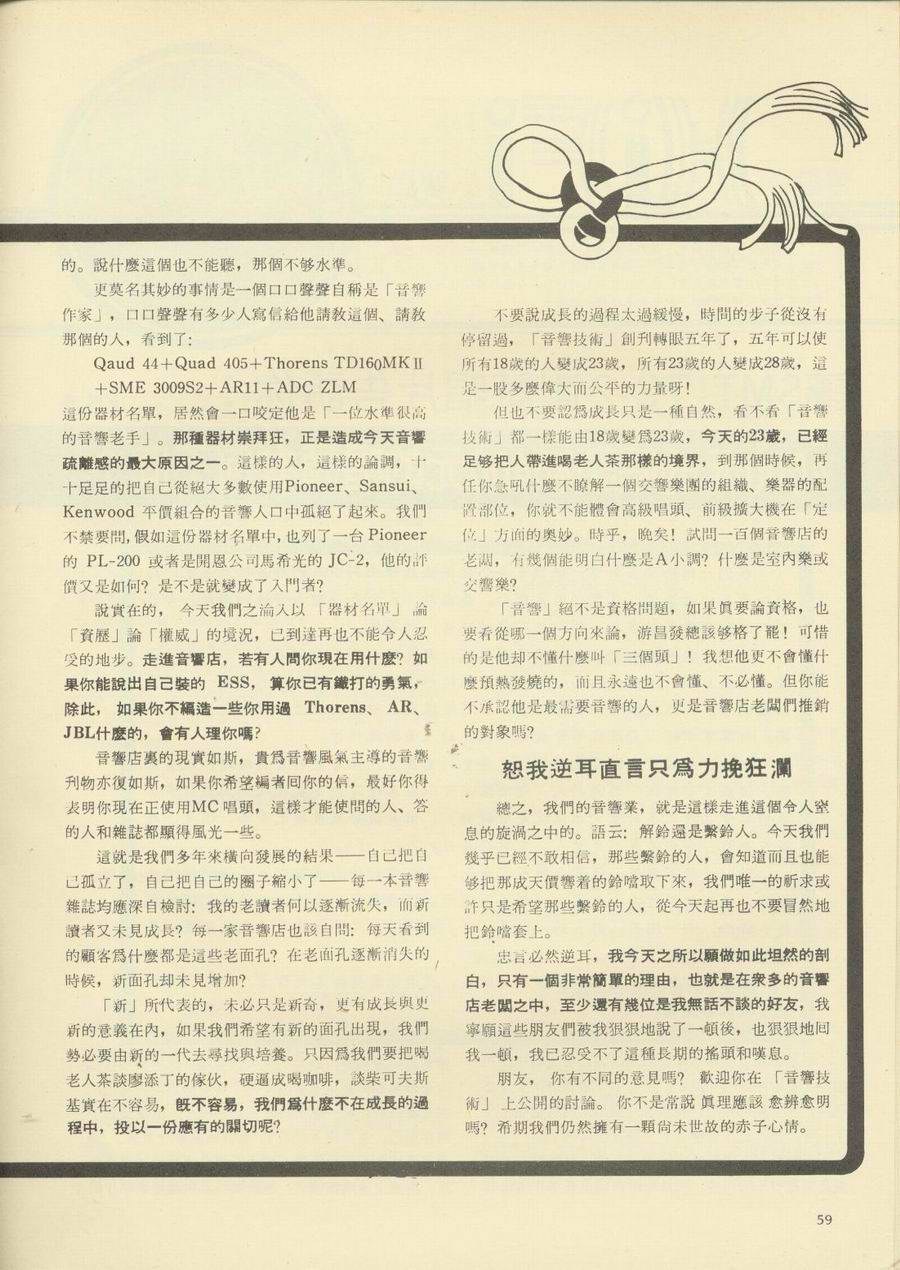 的。說什麼這個也不能聽，那個不够水準。
更莫名其妙的事情是一個口口聲聲自稱是「音響
作家」，口口聲聲有多少人寫信給他請教這個、請教
那個的人，看到了:
Qaud 44+Quad 405+Thorens TD160MKⅡ
+SME 3009S2+AR11+ADC ZLM
這份器材名單，居然會一口咬定他是「一位水準很高
的音響老手」。那種器材崇拜狂，正是造成今天音響
疏離感的最大原因之一。這樣的人，這樣的論調，十
十足足的把自己從絕大多數使用Pioneer、Sansui、
Kenwood 平價組合的音響人口中孤絕了起來。我們
不禁要問，假如這份器材名單中，也列了一台 Pioneer
的 PL-200 或者是開恩公司馬希光的 JC-2，他的評
價又是如何？是不是就變成了入門者？
說實在的，今天我們之淪入以「器材名單」論
「資歷」論「權威」的境況，已到達再也不能令人忍
受的地步。走進音響店，若有人問你現在用什麼？如
果你能說出自己裝的 ESS，算你已有鐵打的勇氣，
除此，如果你不編造一些你用過 Thorens、AR、
JBL什麼的，會有人理你嗎？
音響店裏的現實如斯，貴爲音響風氣主導的音響
刊物亦復如斯，如果你希望編者回你的信，最好你得
表明你現在正使用MC唱頭，這樣才能使問的人、答
的人和雜誌都顯得風光一些。
這就是我們多年來橫向發展的結果——自己把自
己孤立了，自己把自己的圈子縮小了——每一本音響
雜誌均應深自檢討: 我的老讀者何以逐漸流失，而新
讀者又未見成長？每一家音響店也該自問: 每天看到
的顧客爲什麼都是這些老面孔？在老面孔逐漸消失的
時候，新面孔却未見增加？
「新」所代表的，未必只是新奇，更有成長與更
新的意義在內，如果我們希望有新的面孔出現，我們
勢必要由新的一代去尋找與培養。只因爲我們要把喝
老人茶談廖添丁的傢伙，硬逼成喝咖啡，談柴可夫斯
基實在不容易，旣不容易，我們爲什麼不在成長的過
程中，投以一份應有的關切呢？
不要說成長的過程太過緩慢，時間的步子從沒有
停留過，「音響技術」創刋轉眼五年了，五年可以使
所有18歲的人變成23歲，所有23歲的人變成28歲，這
是一股多麼偉大而公平的力量呀！
但也不要認爲成長只是一種自然，看不看「音響
技術」都一樣能由18歲變爲23歲，今天的23歲，已經
足够把人帶進喝老人茶那樣的境界，到那個時候，再
任你急吼什麼不瞭解一個交響樂團的組織、樂器的配
置部位，你就不能體會高級唱頭、前級擴大機在「定
位」方面的奧妙。時乎，晚矣！試問一百個音響店的
老闆，有幾個能明白什麼是A小調？什麼是室內樂或
交響樂？
「音響」絕不是資格問題，如果眞要論資格，也
要看從哪一個方向來論，游昌發總該够格了罷！可惜
的是他却不懂什麼叫「三個頭」！我想他更不會懂什
麼預熱發燒的，而且永遠也不會懂、不必懂。但你能
不承認他是最需要音響的人，更是音響店老闆們推銷
的對象嗎？
恕我逆耳直言只爲力挽狂瀾
總之，我們的音響業，就是這樣走進這個令人窒
息的旋渦之中的。語云: 解鈴還是繫鈴人。今天我們
幾乎已經不敢相信，那些繫鈴的人，會知道而且也能
够把那成天價響着的鈴噹取下來，我們唯一的祈求或
許只是希望那些繫鈴的人，從今天起再也不要冒然地
把鈴噹套上。
忠言必然逆耳，我今天之所以願做如此坦然的剖
白，只有一個非常簡單的理由，也就是在衆多的音響
店老闆之中，至少還有幾位是我無話不談的好友，我
寧願這些朋友們被我狠狠地說了一頓後，也狠狠地回
我一頓，我已忍受不了這種長期的搖頭和嘆息。
朋友，你有不同的意見嗎？歡迎你在「音響技
術」上公開的討論。你不是常說眞理應該愈辨愈明
嗎？希期我們仍然擁有一顆尚未世故的赤子心情。
59